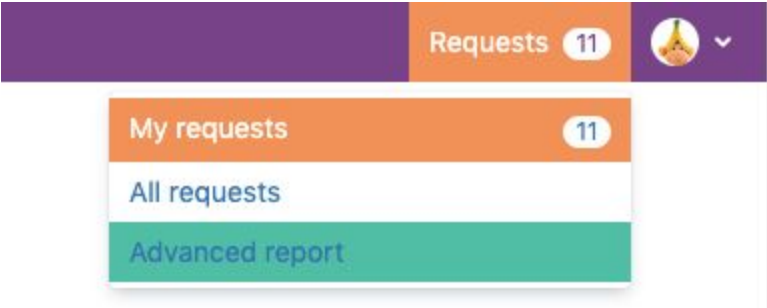 Requests 11
My requests 11
All requests
Advanced report